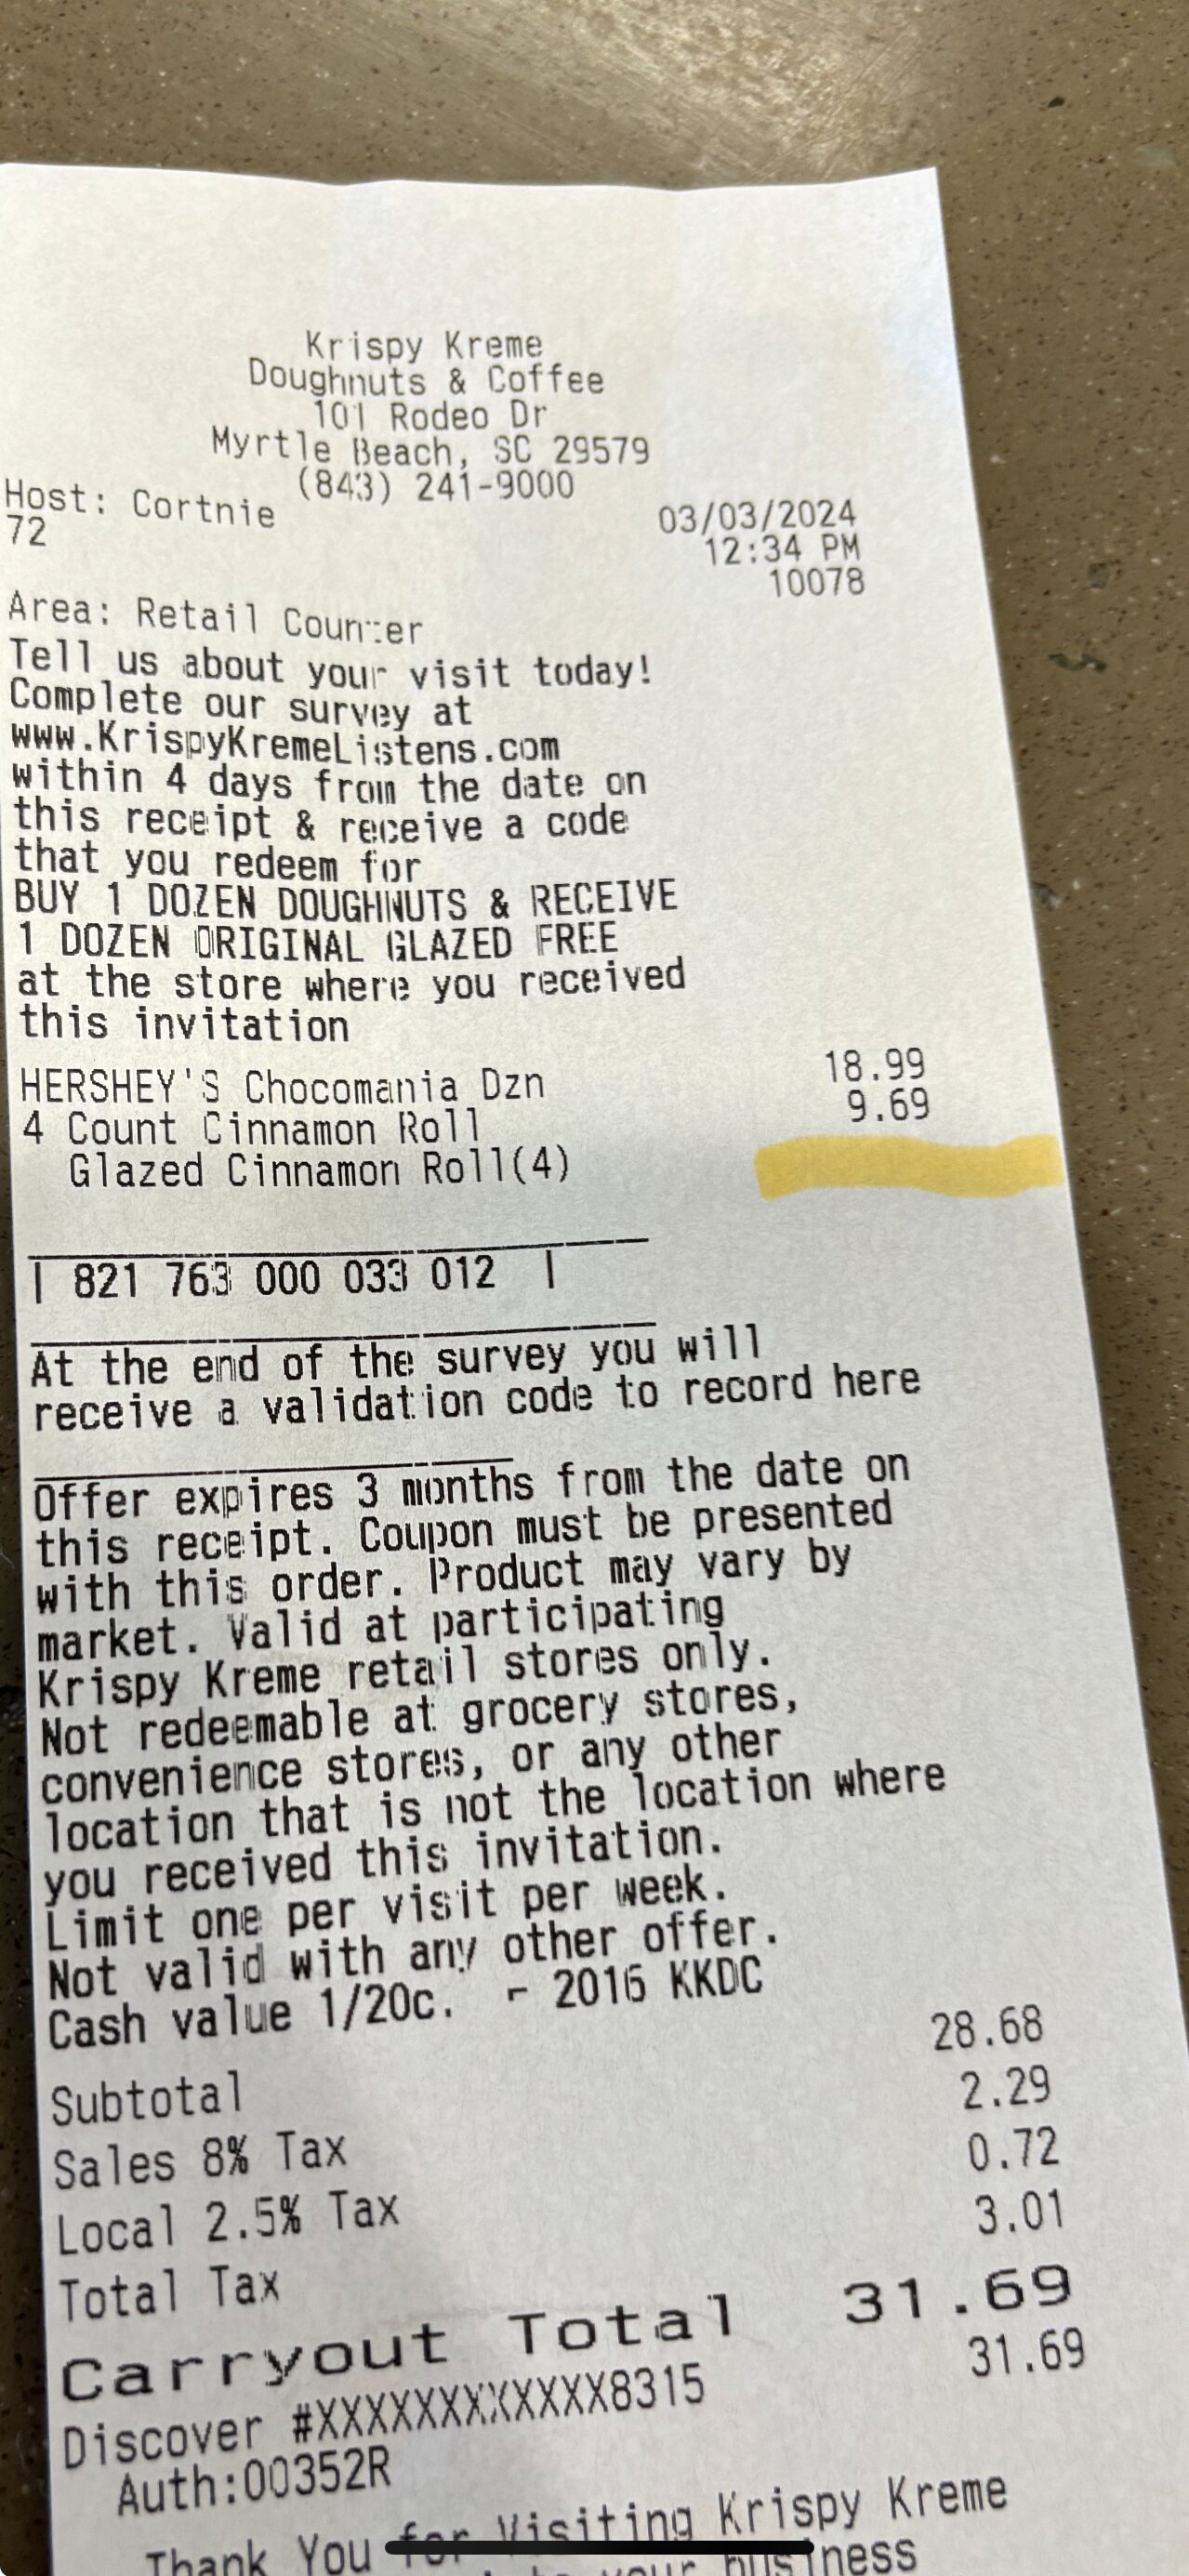 Krispy Kreme
Doughnuts & Coffee
101 Rodeo Dr
Myrtle Beach, SC 29579
(843) 241-9000
Host: Cortnie 03/03/2024
72 12:34 PM
10078
Area: Retail Counter
Tell us about your visit today!
Complete our survey at
www.KrispyKremeListens.com
within 4 days from the date on
this receipt & receive a code
that you redeem for
BUY 1 DOZEN DOUGHNUTS & RECEIVE
1 DOZEN ORIGINAL GLAZED FREE
at the store where you received
this invitation
HERSHEY'S Chocomania Dzn 18.99
4 Count Cinnamon Roll 9.69
Glazed Cinnamon Roll(4)
| 821 763 000 033 012 |
At the end of the survey you will
receive a validation code to record here
Offer expires 3 months from the date on
this receipt. Coupon must be presented
with this order. Product may vary by
market. Valid at participating
Krispy Kreme retail stores only.
Not redeemable at grocery stores,
convenience stores, or any other
location that is not the location where
you received this invitation.
Limit one per visit per week.
Not valid with any other offer.
Cash value 1/20c. ⌐ 2016 KKDC
Subtotal 28.68
Sales 8% Tax 2.29
Local 2.5% Tax 0.72
Total Tax 3.01
Carryout Total 31.69
Discover #XXXXXXXXXXXX8315 31.69
Auth:00352R
Thank You for Visiting Krispy Kreme
your business